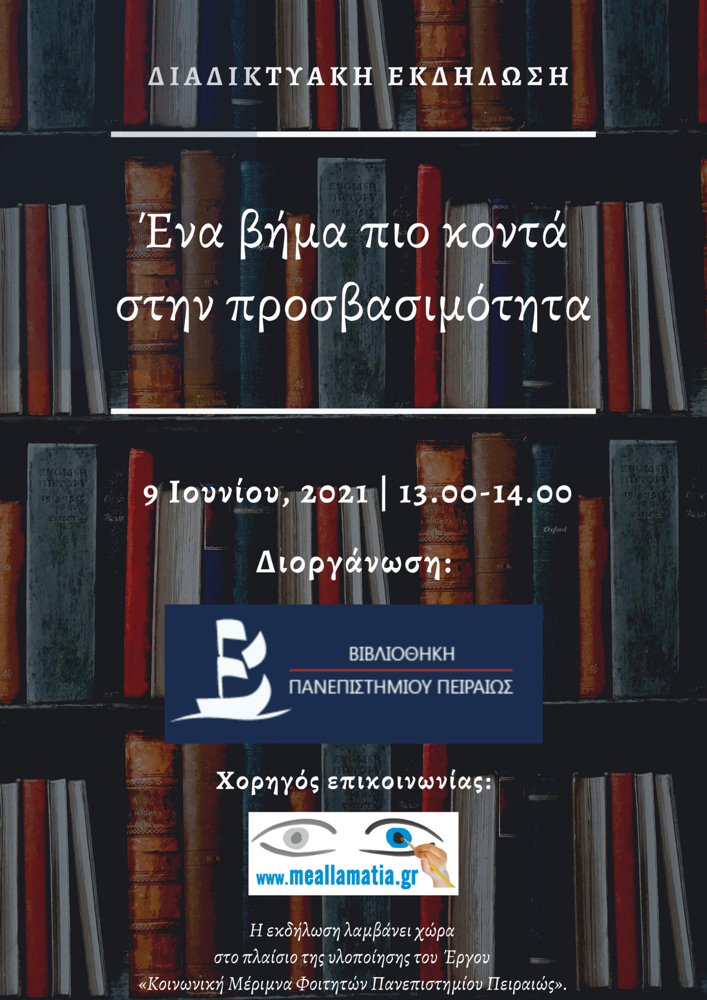 ΔΙΑΔΙΚΤΥΑΚΗ ΕΚΔΗΛΩΣΗ
Ένα βήμα πιο κοντά
στην προσβασιμότητα
9 Ιουνίου, 2021 | 13.00-14.00
Διοργάνωση:
ΒΙΒΛΙΟΘΗΚΗ
ΠΑΝΕΠΙΣΤΗΜΙΟΥ ΠΕΙΡΑΙΩΣ
Χορηγός επικοινωνίας:
www.meallamatia.gr
Η εκδήλωση λαμβάνει χώρα
στο πλαίσιο της υλοποίησης του Έργου
«Κοινωνική Μέριμνα Φοιτητών Πανεπιστημίου Πειραιώς».